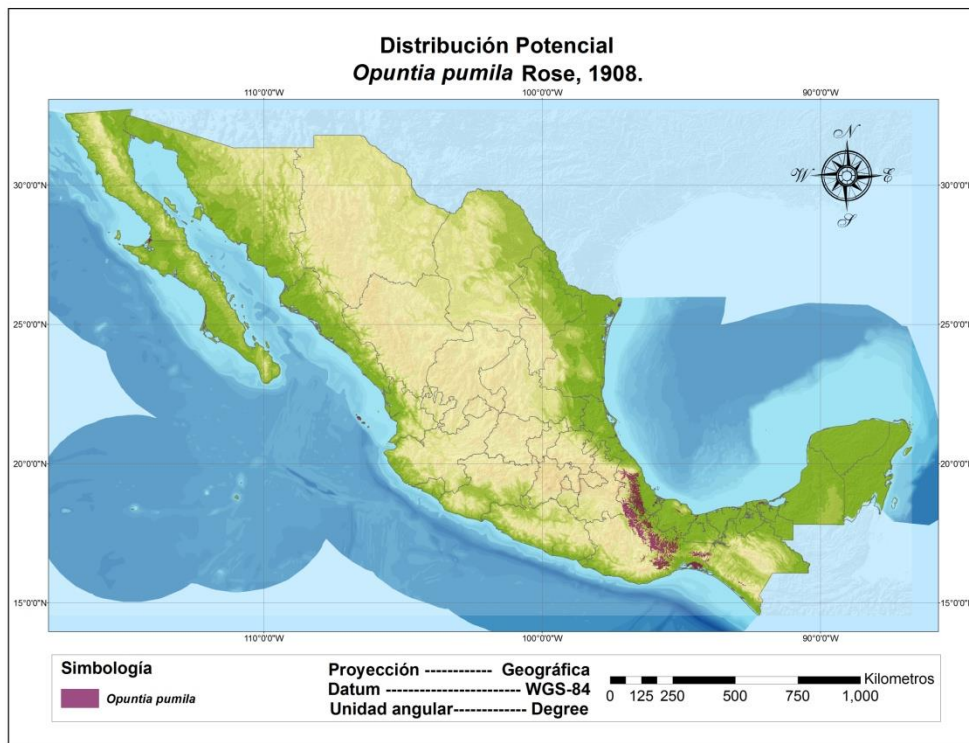 Distribución Potencial
Opuntia pumila Rose, 1908.
110°0'0"W 100°0'0"W 90°0'0"W
N
W E
S
30°0'0"N 30°0'0"N
25°0'0"N 25°0'0"N
20°0'0"N 20°0'0"N
15°0'0"N 15°0'0"N
110°0'0"W 100°0'0"W 90°0'0"W
Simbología
Opuntia pumila
Proyección ------------ Geográfica
Datum ------------------------ WGS-84
Unidad angular------------- Degree
Kilometros
0 125 250 500 750 1,000